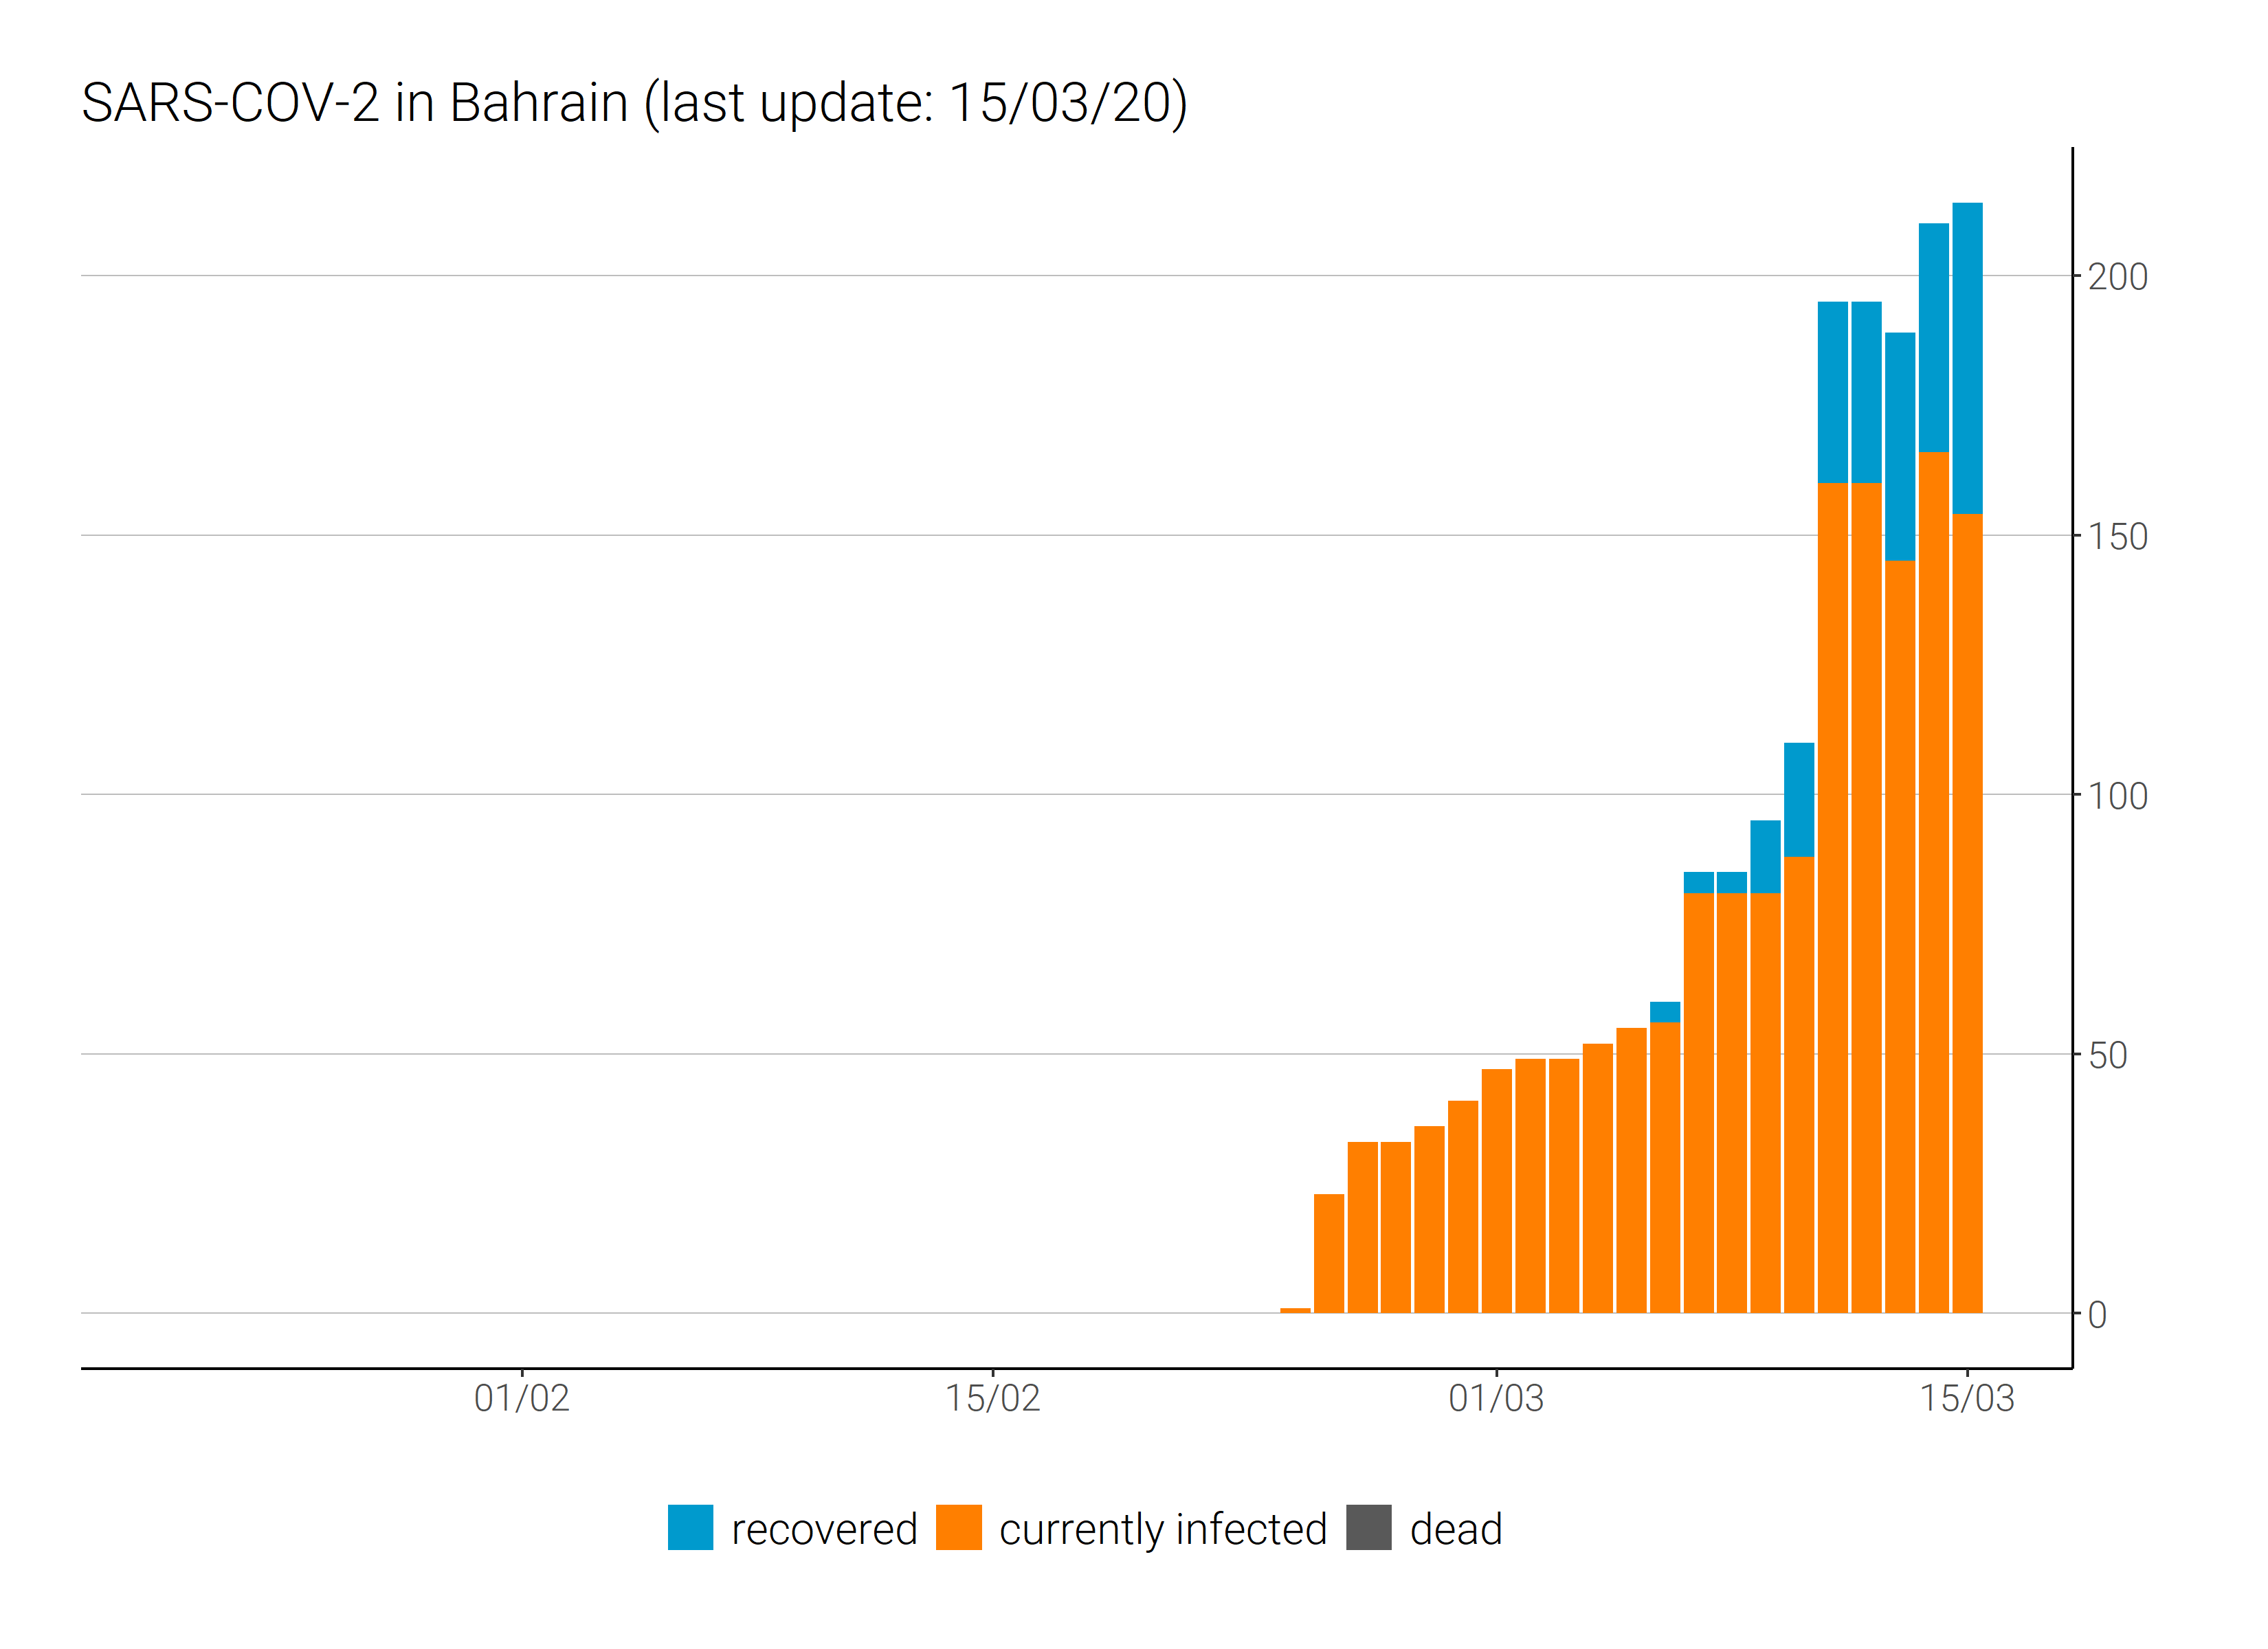 SARS-COV-2 in Bahrain (last update: 15/03/20)
200
150
100
50
0
01/02 15/02 01/03 15/03
recovered currently infected dead